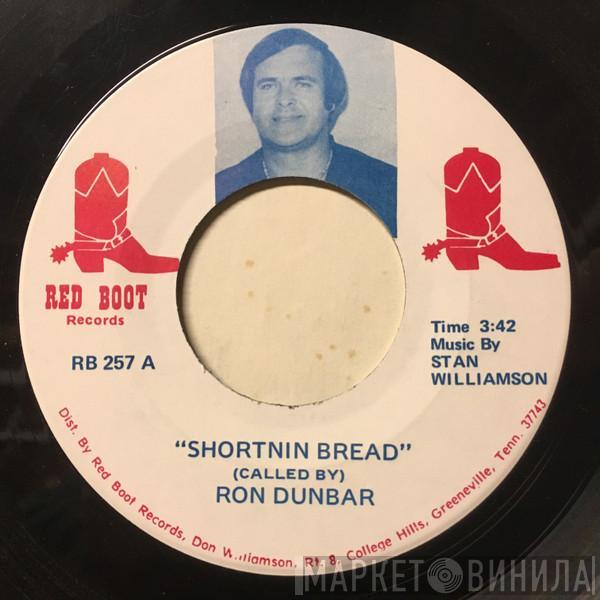 RED BOOT
Records
RB 257 A
Time 3:42
Music By
STAN
WILLIAMSON
"SHORTNIN BREAD"
(CALLED BY)
RON DUNBAR
Dist. By Red Boot Records, Don Williamson, Rt. 8, College Hills, Greeneville, Tenn. 37743
МАРКЕТ ВИНИЛА